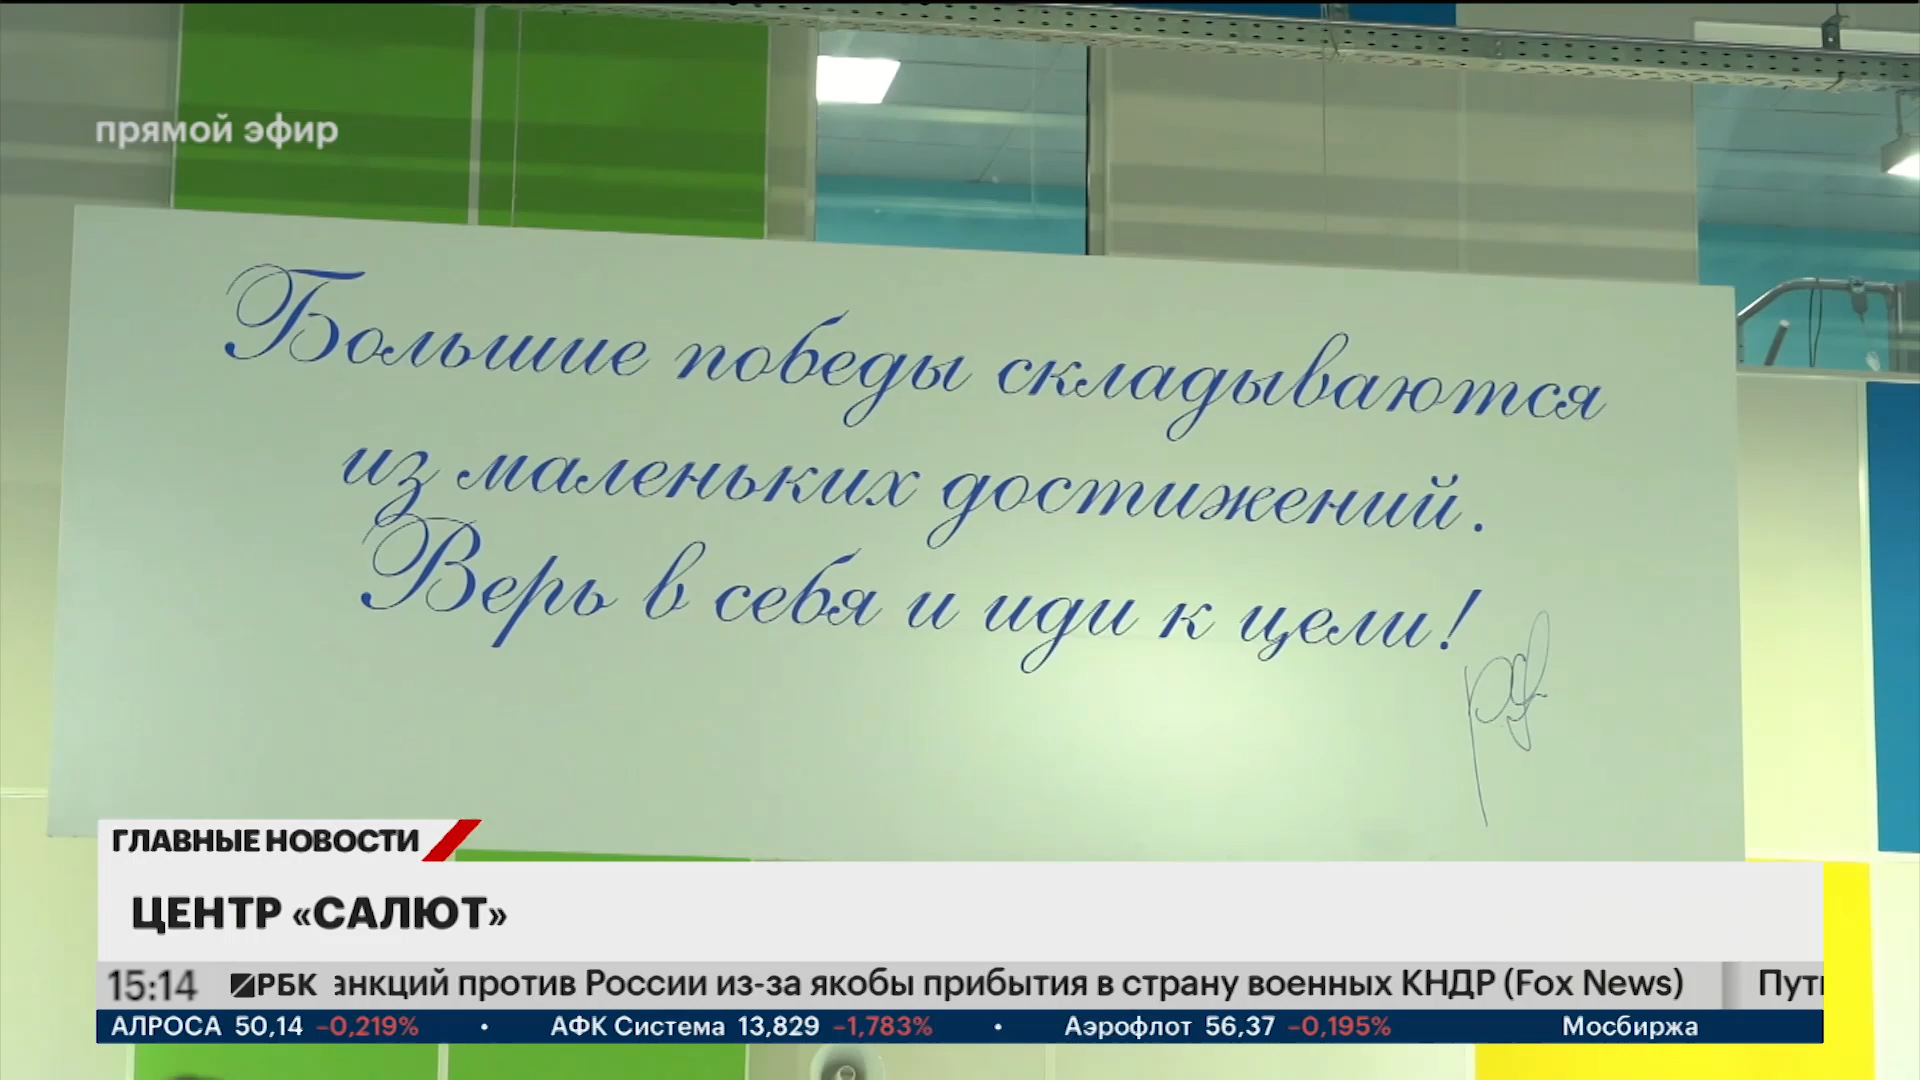 прямой эфир
Большие победы складываются
из маленьких достижений.
Верь в себя и иди к цели!
ГЛАВНЫЕ НОВОСТИ
ЦЕНТР «САЛЮТ»
15:14 РБК анкций против России из-за якобы прибытия в страну военных КНДР (Fox News) Пут
АЛРОСА 50,14 -0,219% • АФК Система 13,829 -1,783% • Аэрофлот 56,37 -0,195% Мосбиржа